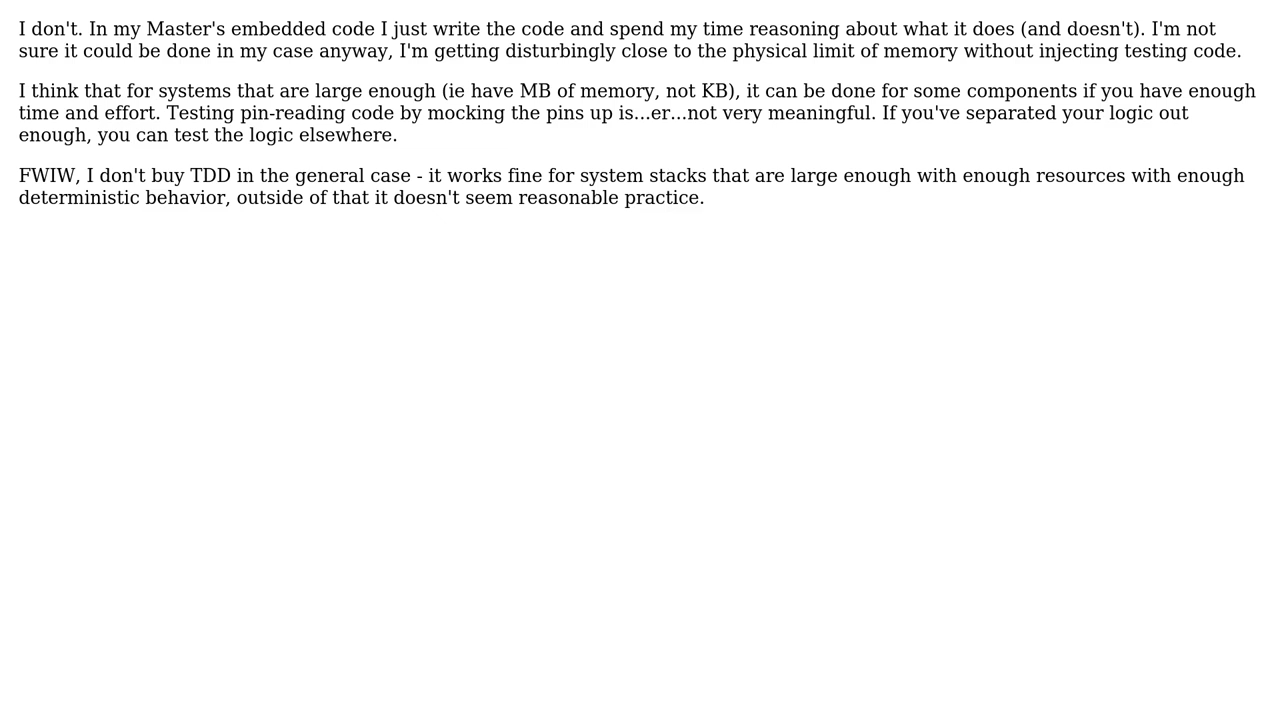 I don't. In my Master's embedded code I just write the code and spend my time reasoning about what it does (and doesn't). I'm not
sure it could be done in my case anyway, I'm getting disturbingly close to the physical limit of memory without injecting testing code.
I think that for systems that are large enough (ie have MB of memory, not KB), it can be done for some components if you have enough
time and effort. Testing pin-reading code by mocking the pins up is...er...not very meaningful. If you've separated your logic out
enough, you can test the logic elsewhere.
FWIW, I don't buy TDD in the general case - it works fine for system stacks that are large enough with enough resources with enough
deterministic behavior, outside of that it doesn't seem reasonable practice.